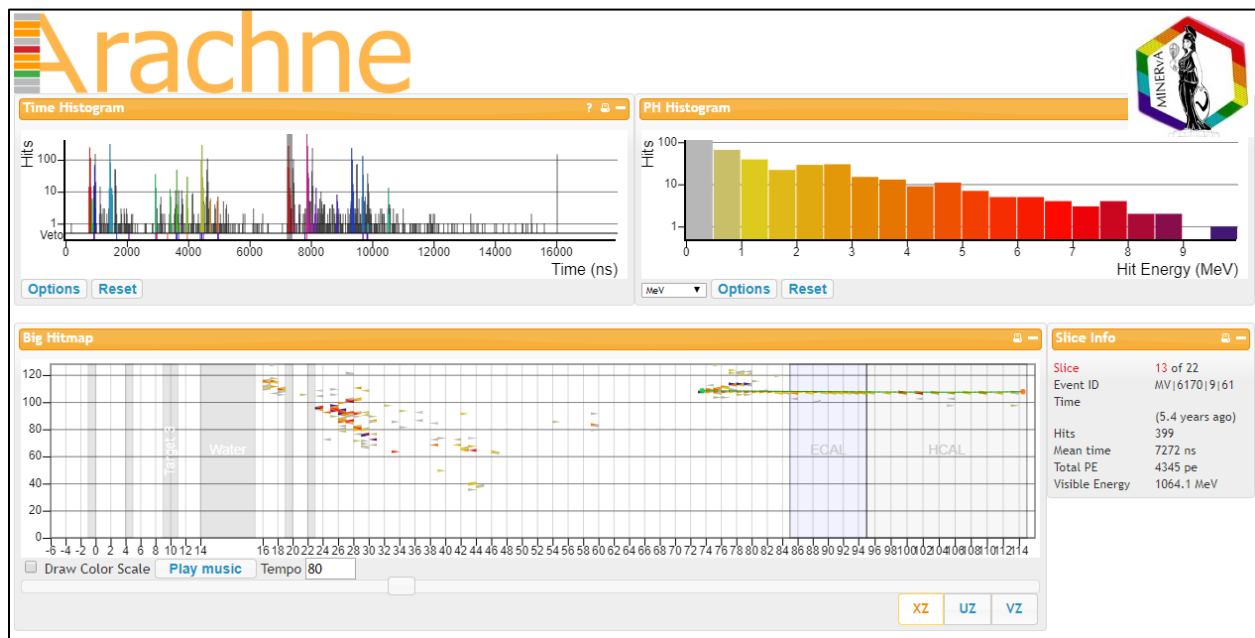 Arachne
MINERvA
Time Histogram ?
Hits
100
10
1
Veto
0 2000 4000 6000 8000 10000 12000 14000 16000
Time (ns)
Options Reset
PH Histogram
Hits
100
10
1
0 1 2 3 4 5 6 7 8 9
Hit Energy (MeV)
MeV Options Reset
Big Hitmap
120
100
80
60
40
20
0
Target 3 Water ECAL HCAL
-6 -4 -2 0 2 4 6 8 10 12 14 16 18 20 22 24 26 28 30 32 34 36 38 40 42 44 46 48 50 52 54 56 58 60 62 64 66 68 70 72 74 76 78 80 82 84 86 88 90 92 94 96 98 100 102 104 106 108 110 112 114
Draw Color Scale Play music Tempo 80
XZ UZ VZ
Slice Info
Slice 13 of 22
Event ID MV|6170|9|61
Time
(5.4 years ago)
Hits 399
Mean time 7272 ns
Total PE 4345 pe
Visible Energy 1064.1 MeV